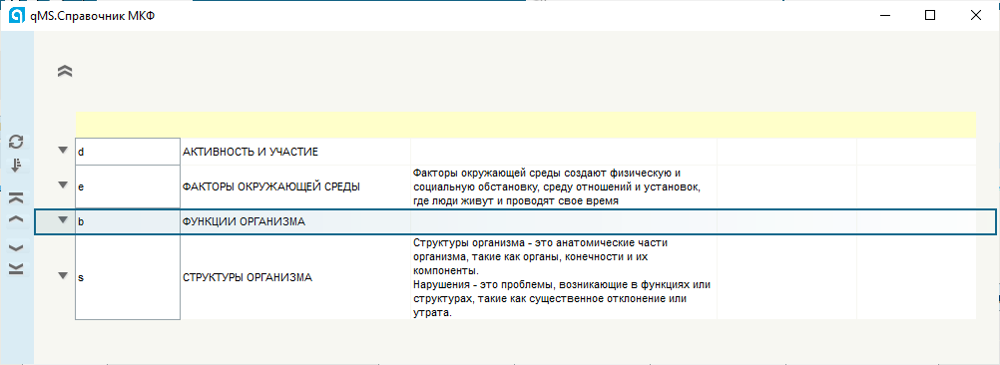 qMS.Справочник МКФ
d АКТИВНОСТЬ И УЧАСТИЕ
e ФАКТОРЫ ОКРУЖАЮЩЕЙ СРЕДЫ
Факторы окружающей среды создают физическую и
социальную обстановку, среду отношений и установок,
где люди живут и проводят свое время
b ФУНКЦИИ ОРГАНИЗМА
s СТРУКТУРЫ ОРГАНИЗМА
Структуры организма - это анатомические части
организма, такие как органы, конечности и их
компоненты.
Нарушения - это проблемы, возникающие в функциях или
структурах, такие как существенное отклонение или
утрата.